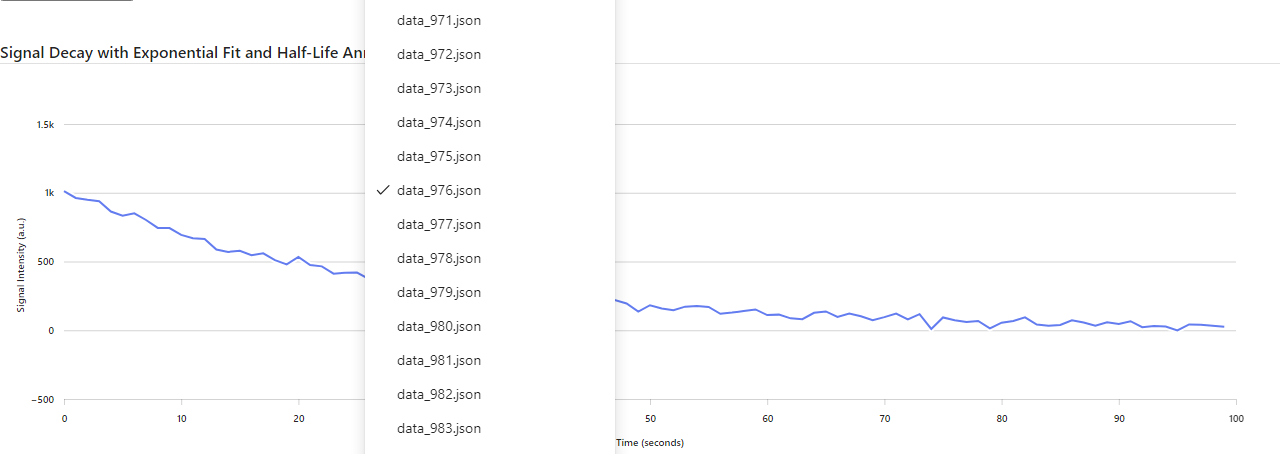 Signal Decay with Exponential Fit and Half-Life
data_971.json
data_972.json
data_973.json
data_974.json
data_975.json
data_976.json
data_977.json
data_978.json
data_979.json
data_980.json
data_981.json
data_982.json
data_983.json
Signal Intensity (a.u.)
1.5k
1k
500
0
−500
0 10 20 50 60 70 80 90 100
Time (seconds)